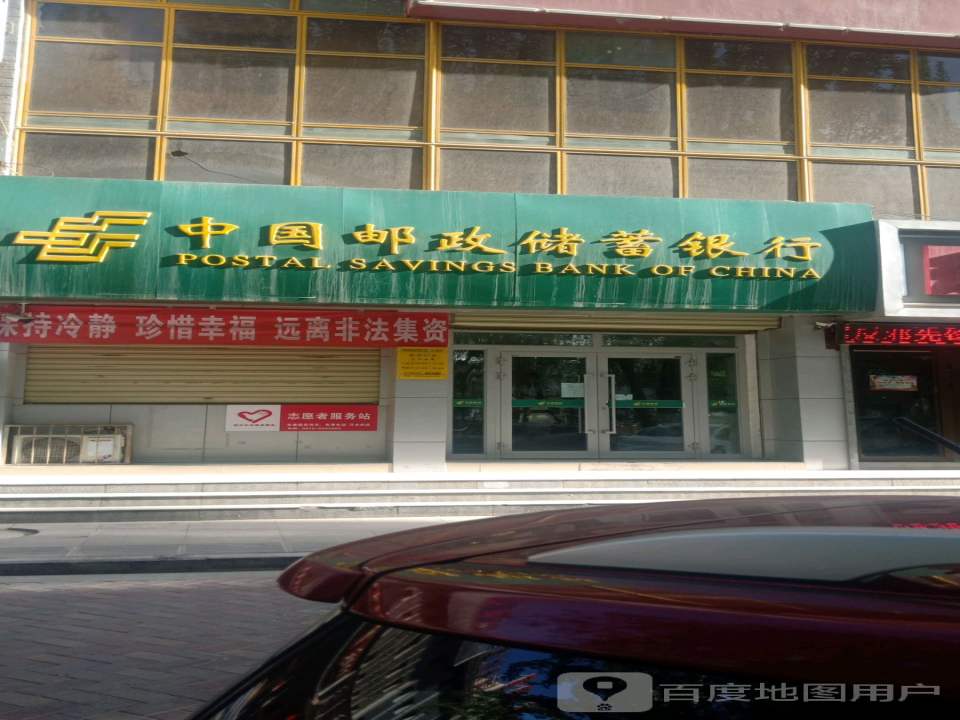 中国邮政储蓄银行
POSTAL SAVINGS BANK OF CHINA
保持冷静 珍惜幸福 远离非法集资
志愿者服务站
百度地图用户